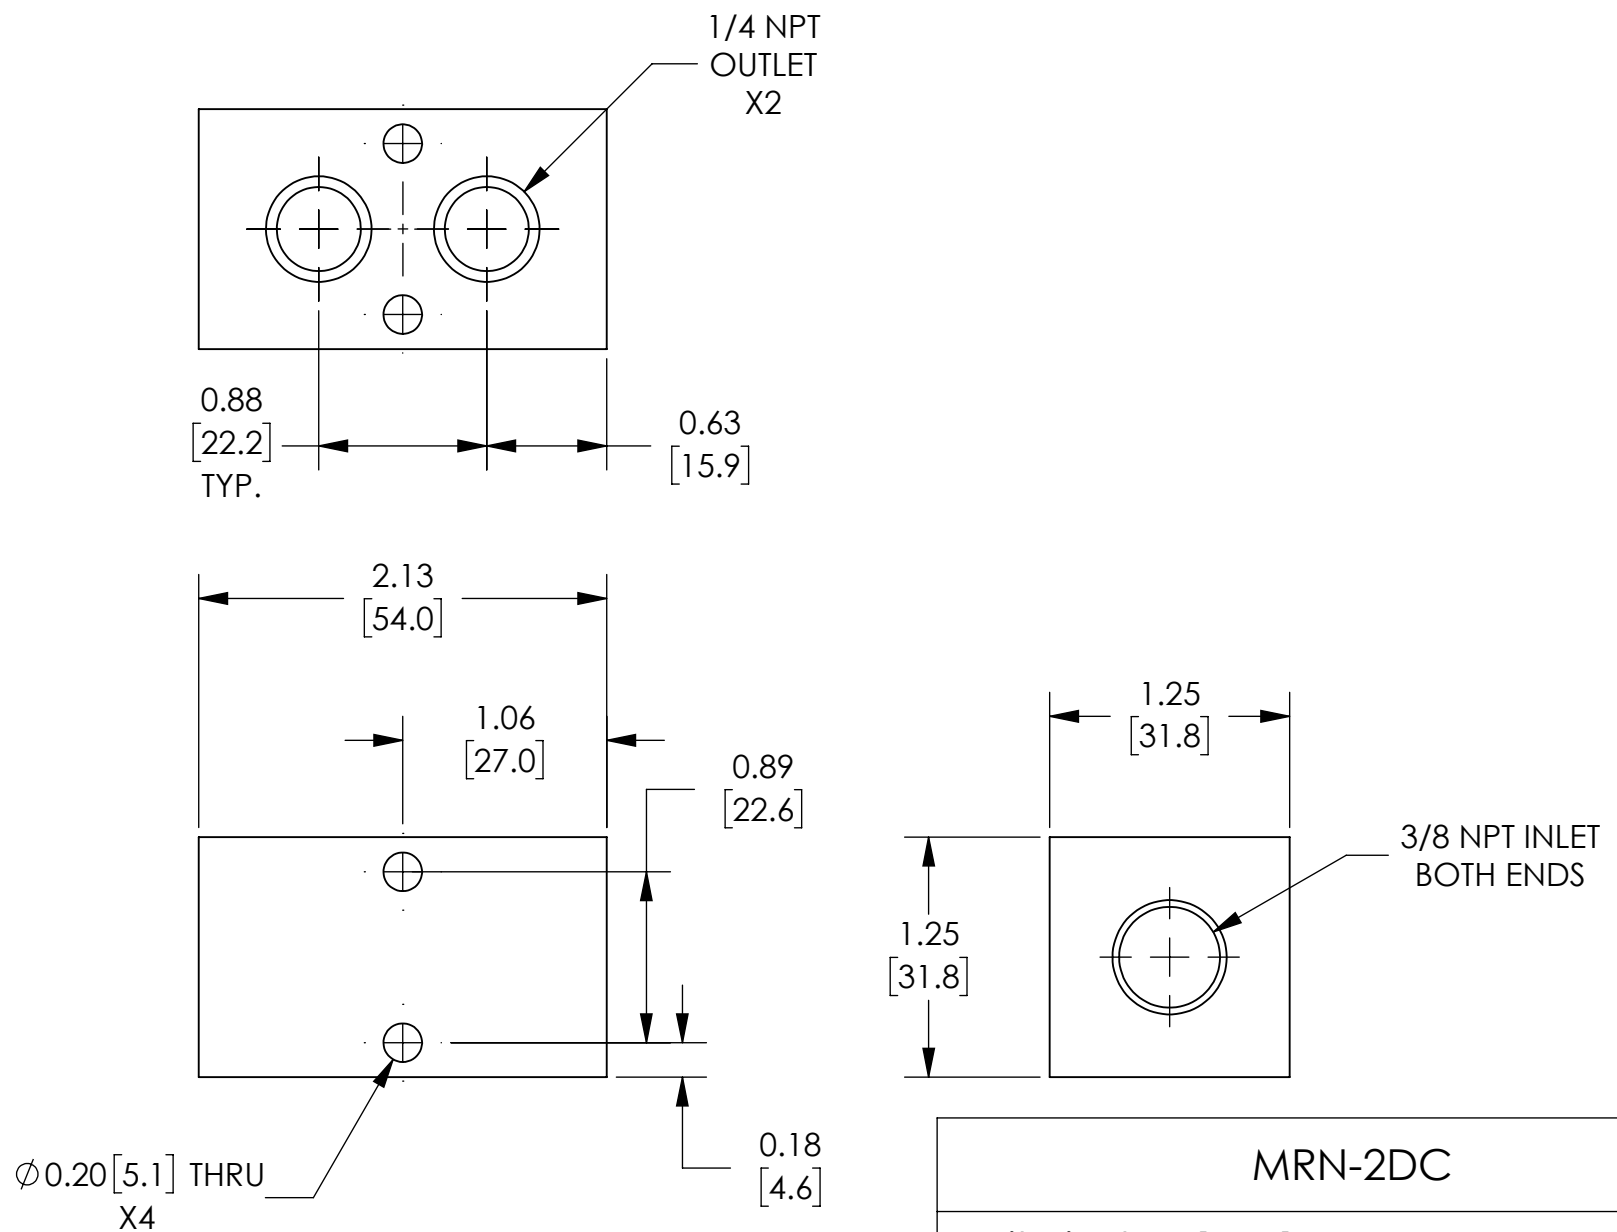 1/4 NPT
OUTLET
X2
0.88
[22.2]
TYP.
0.63
[15.9]
2.13
[54.0]
1.06
[27.0]
0.89
[22.6]
1.25
[31.8]
3/8 NPT INLET
BOTH ENDS
1.25
[31.8]
0.18
[4.6]
∅0.20[5.1] THRU
X4
MRN-2DC